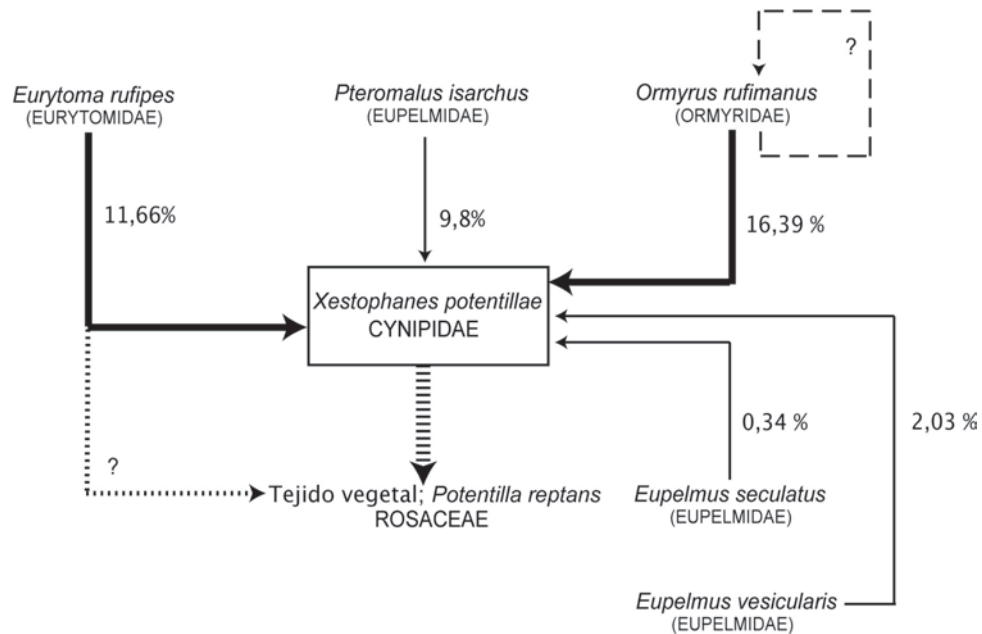 ?
Eurytoma rufipes
(EURYTOMIDAE)
Pteromalus isarchus
(EUPELMIDAE)
Ormyrus rufimanus
(ORMYRIDAE)
11,66%
9,8%
16,39 %
Xestophanes potentillae
CYNIPIDAE
0,34 %
2,03 %
?
Tejido vegetal; Potentilla reptans
ROSACEAE
Eupelmus seculatus
(EUPELMIDAE)
Eupelmus vesicularis
(EUPELMIDAE)